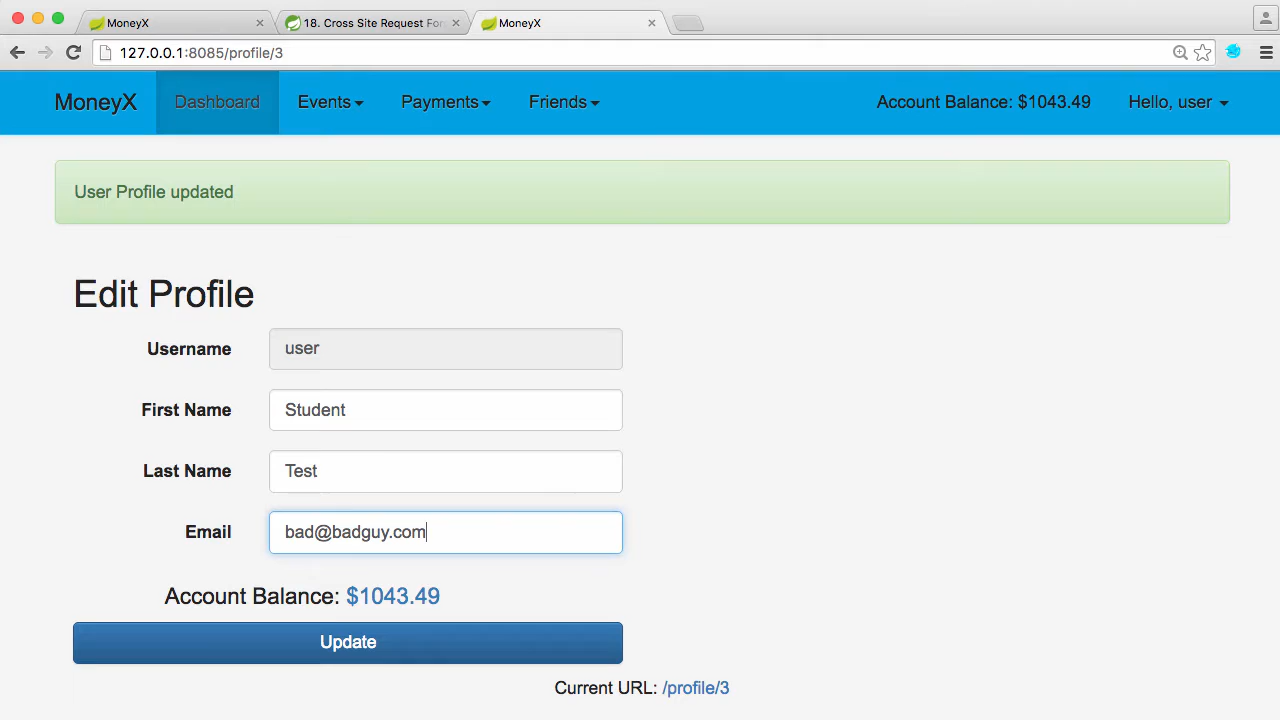 MoneyX
18. Cross Site Request For
MoneyX
127.0.0.1:8085/profile/3
MoneyX Dashboard Events Payments Friends Account Balance: $1043.49 Hello, user
User Profile updated
Edit Profile
Username user
First Name Student
Last Name Test
Email bad@badguy.com
Account Balance: $1043.49
Update
Current URL: /profile/3